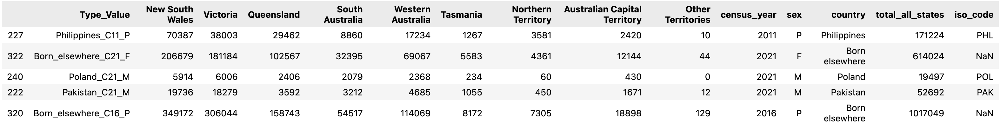 Type_Value New South Wales Victoria Queensland South Australia Western Australia Tasmania Northern Territory Australian Capital Territory Other Territories census_year sex country total_all_states iso_code
227 Philippines_C11_P 70387 38003 29462 8860 17234 1267 3581 2420 10 2011 P Philippines 171224 PHL
322 Born_elsewhere_C21_F 206679 181184 102567 32395 69067 5583 4361 12144 44 2021 F Born elsewhere 614024 NaN
240 Poland_C21_M 5914 6006 2406 2079 2368 234 60 430 0 2021 M Poland 19497 POL
222 Pakistan_C21_M 19736 18279 3592 3212 4685 1055 450 1671 12 2021 M Pakistan 52692 PAK
320 Born_elsewhere_C16_P 349172 306044 158743 54517 114069 8172 7305 18898 129 2016 P Born elsewhere 1017049 NaN